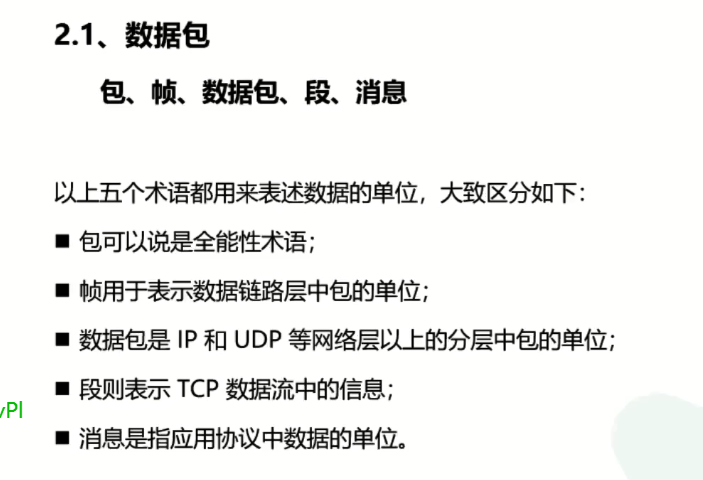 2.1、数据包
包、帧、数据包、段、消息
以上五个术语都用来表述数据的单位，大致区分如下：
■ 包可以说是全能性术语；
■ 帧用于表示数据链路层中包的单位；
■ 数据包是 IP 和 UDP 等网络层以上的分层中包的单位；
■ 段则表示 TCP 数据流中的信息；
■ 消息是指应用协议中数据的单位。